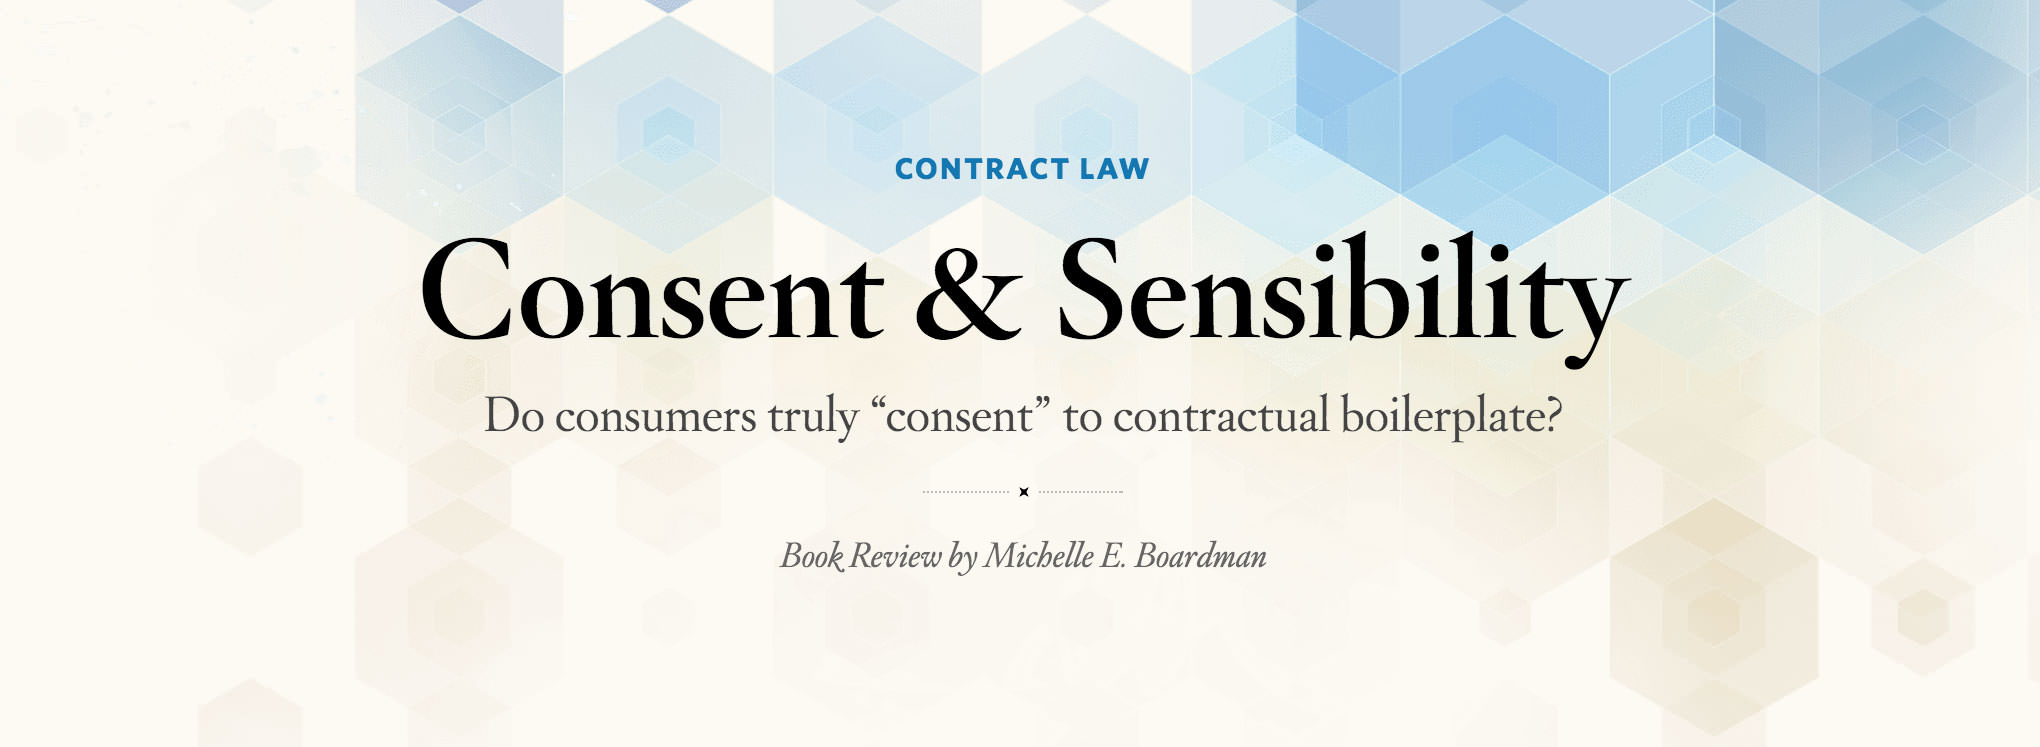 CONTRACT LAW
Consent & Sensibility
Do consumers truly “consent” to contractual boilerplate?
Book Review by Michelle E. Boardman